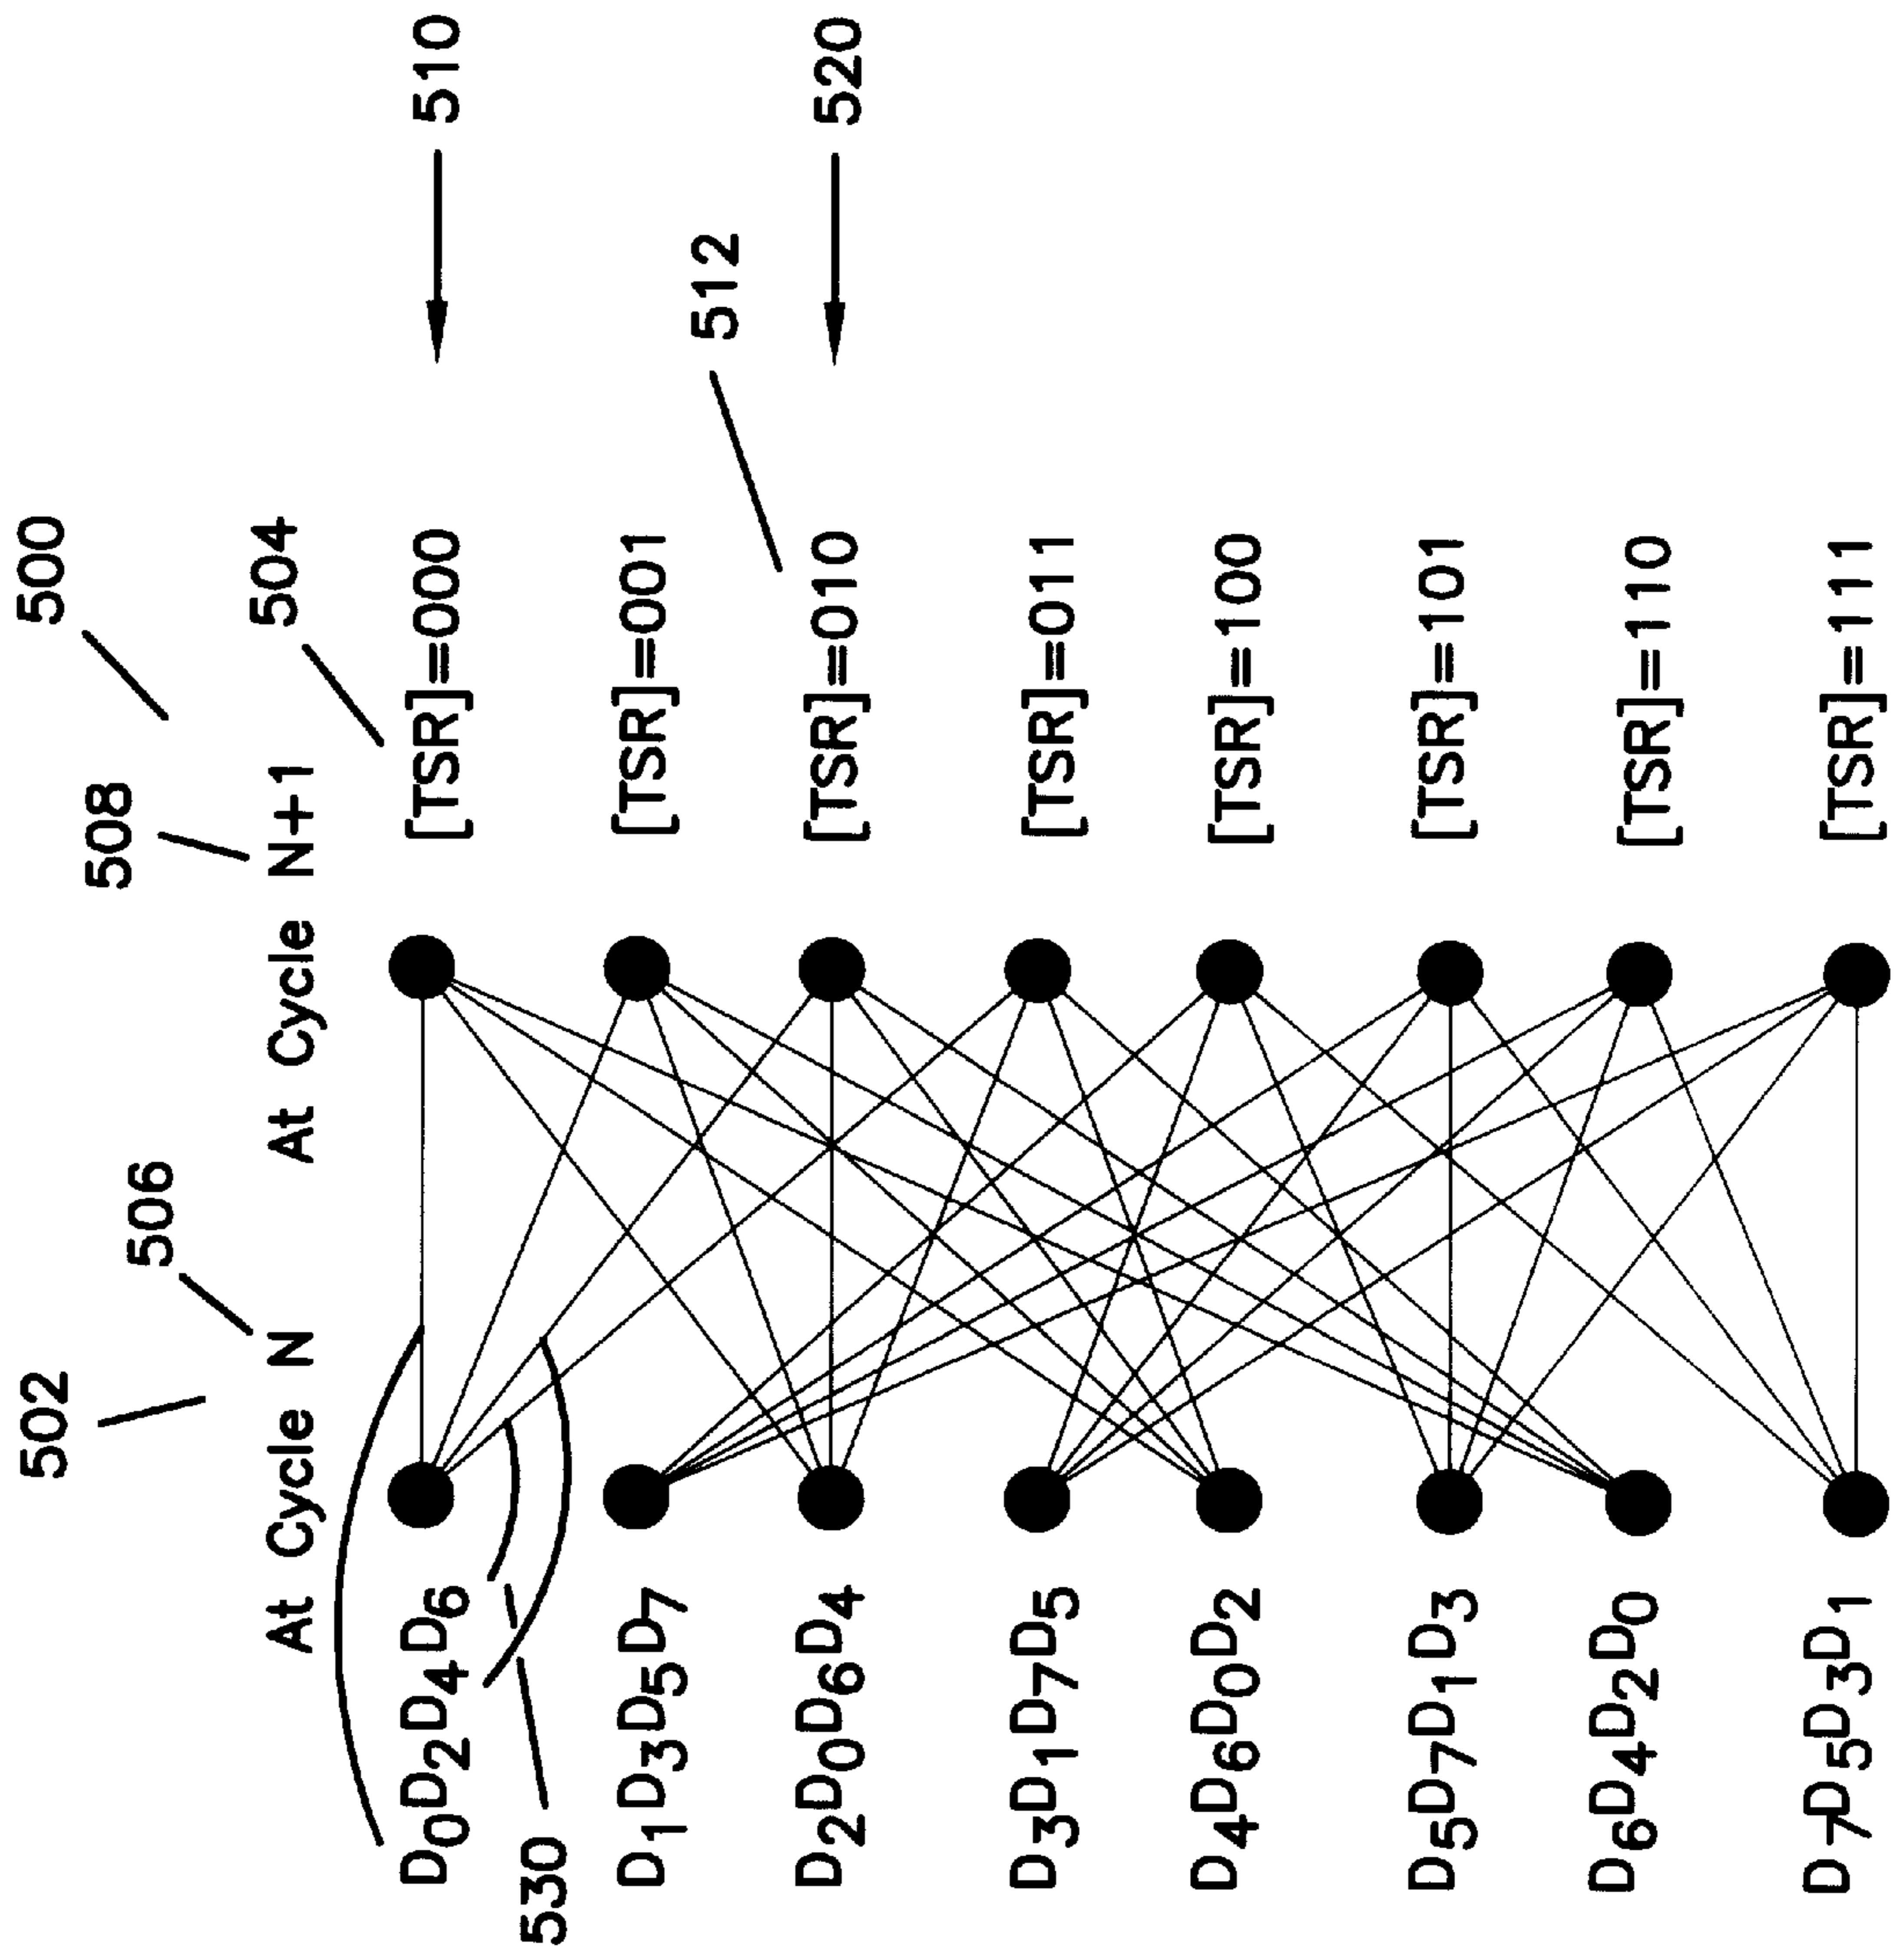 502
500
508
506
504
At Cycle N
At Cycle N+1
D0D2D4D6
[TSR]=000
510
530
D1D3D5D7
[TSR]=001
512
D2D0D6D4
[TSR]=010
520
D3D1D7D5
[TSR]=011
D4D6D0D2
[TSR]=100
D5D7D1D3
[TSR]=101
D6D4D2D0
[TSR]=110
D7D5D3D1
[TSR]=111